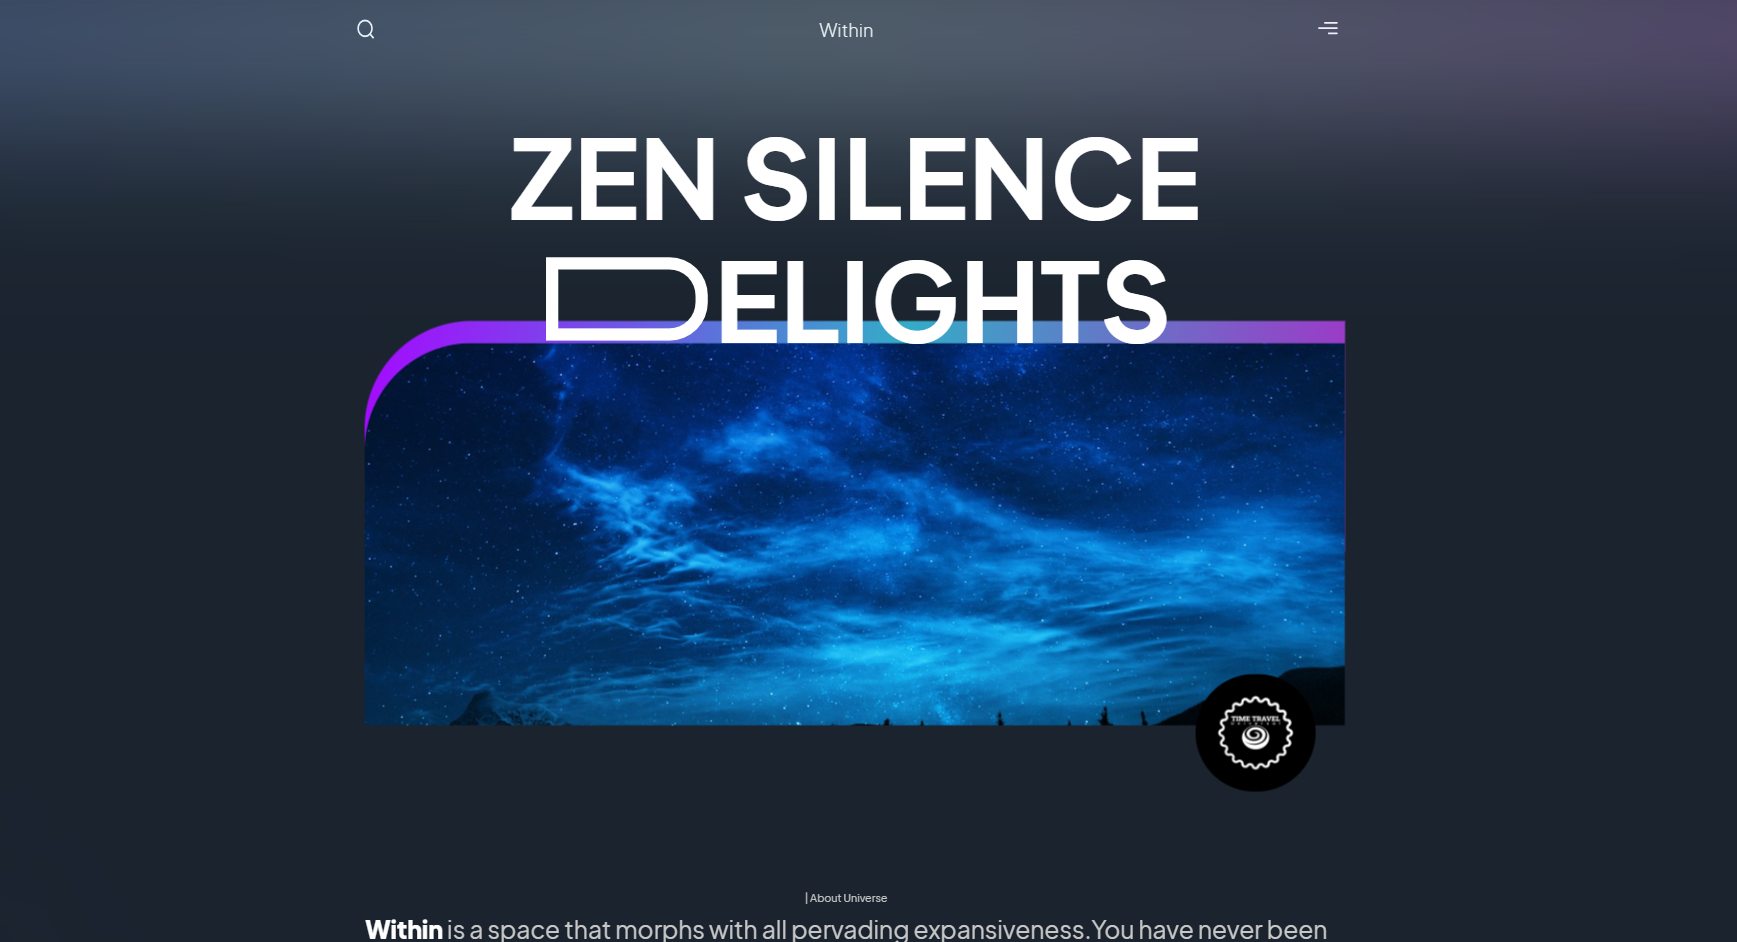 Within
ZEN SILENCE
DELIGHTS
TIME TRAVEL
| About Universe
Within is a space that morphs with all pervading expansiveness.You have never been